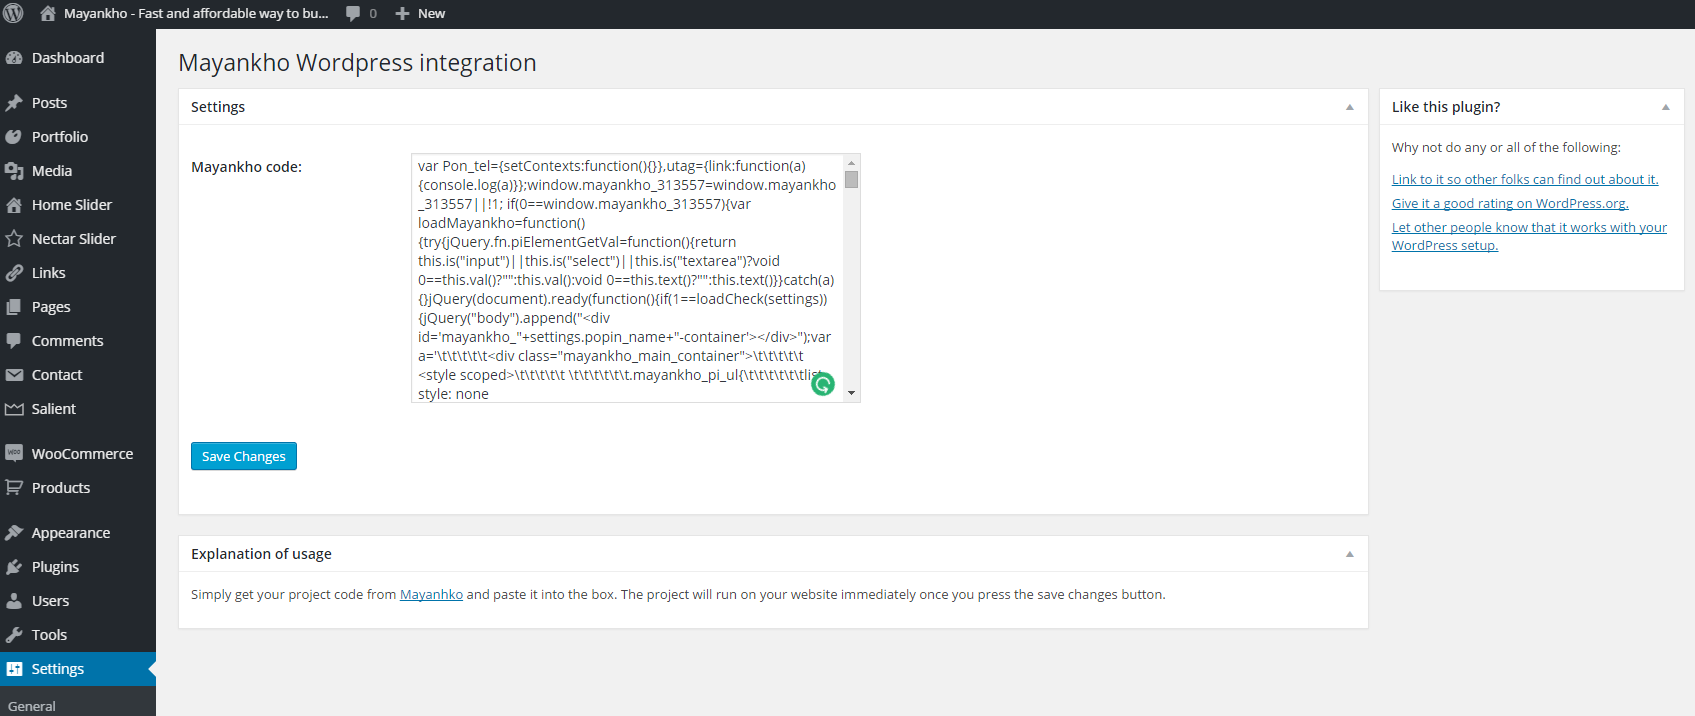 Mayankho - Fast and affordable way to bu...
0
New
Dashboard
Posts
Portfolio
Media
Home Slider
Nectar Slider
Links
Pages
Comments
Contact
Salient
WooCommerce
Products
Appearance
Plugins
Users
Tools
Settings
General
Mayankho Wordpress integration
Settings
Mayankho code:
var Pon_tel={setContexts:function(){}},utag={link:function(a)
{console.log(a)}};window.mayankho_313557=window.mayankho
_313557||!1; if(0==window.mayankho_313557){var
loadMayankho=function()
{try{jQuery.fn.piElementGetVal=function(){return
this.is("input")||this.is("select")||this.is("textarea")?void
0==this.val()?"":this.val():void 0==this.text()?"":this.text()}}catch(a)
{}jQuery(document).ready(function(){if(1==loadCheck(settings))
{jQuery("body").append("<div
id='mayankho_"+settings.popin_name+"-container'></div>");var
a='\t\t\t\t\t<div class="mayankho_main_container">\t\t\t\t\t
<style scoped>\t\t\t\t\t \t\t\t\t\t\t.mayankho_pi_ul{\t\t\t\t\t\tlist-
style: none
Save Changes
Explanation of usage
Simply get your project code from Mayanhko and paste it into the box. The project will run on your website immediately once you press the save changes button.
Like this plugin?
Why not do any or all of the following:
Link to it so other folks can find out about it.
Give it a good rating on WordPress.org.
Let other people know that it works with your
WordPress setup.